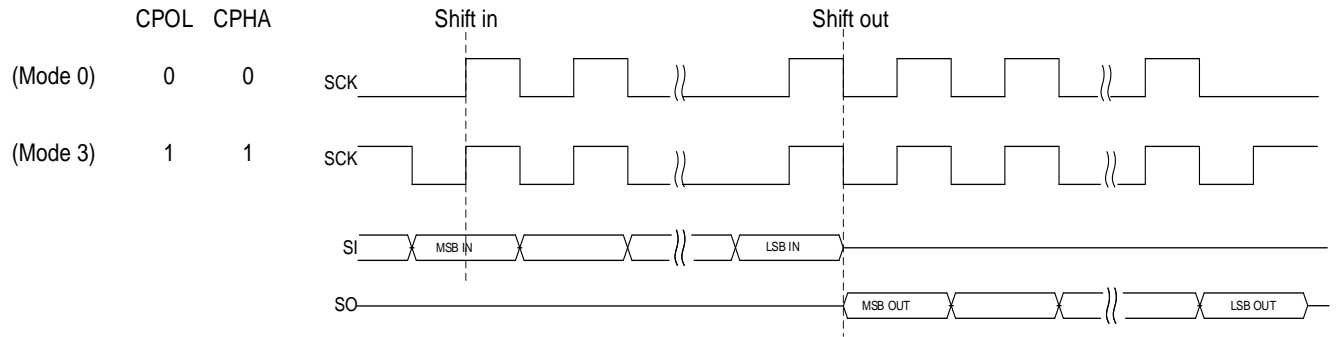 CPOL CPHA Shift in Shift out
(Mode 0) 0 0 SCK
(Mode 3) 1 1 SCK
SI MSB IN LSB IN
SO MSB OUT LSB OUT